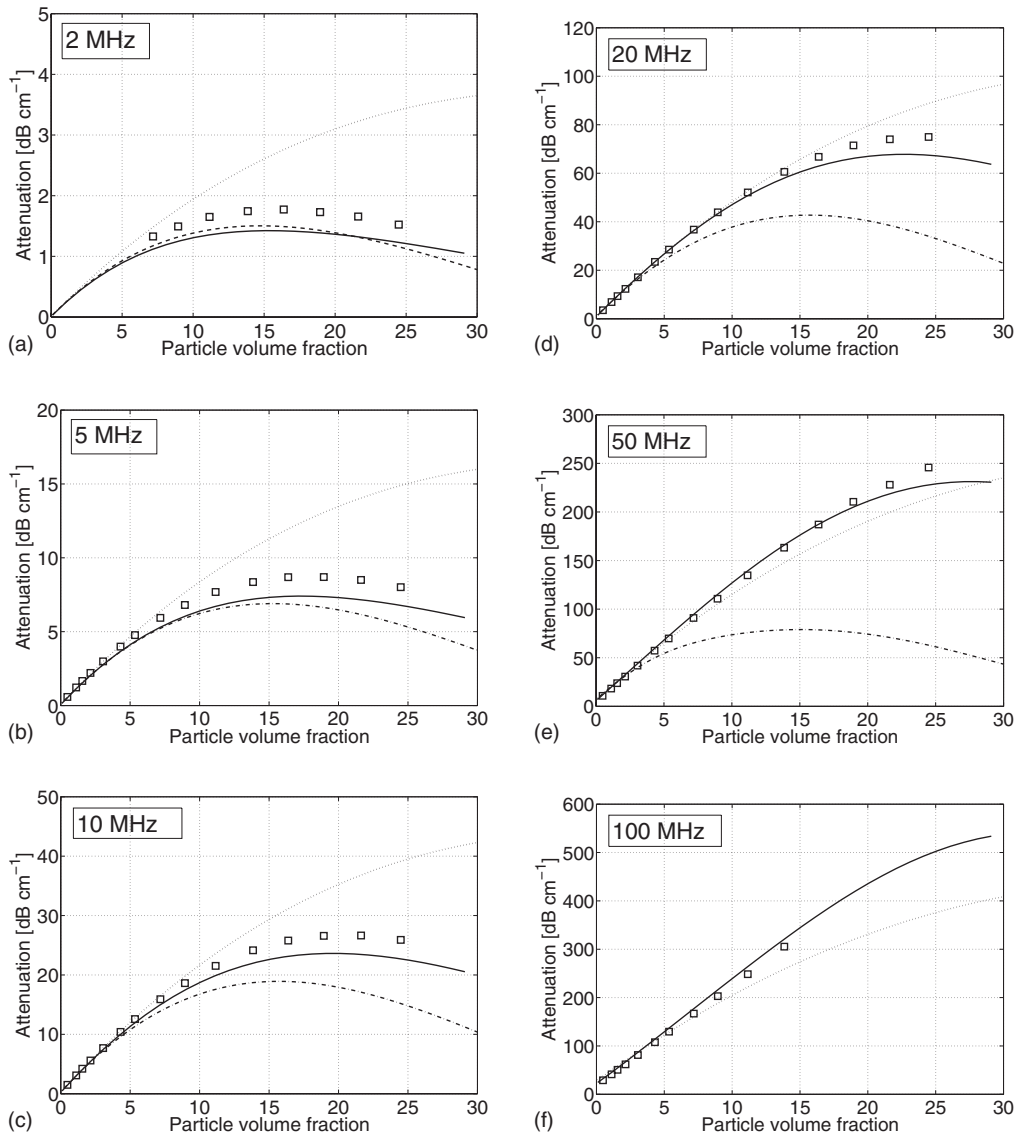 2 MHz
Attenuation [dB cm−1]
5
4
3
2
1
0
0 5 10 15 20 25 30
(a) Particle volume fraction
5 MHz
Attenuation [dB cm−1]
20
15
10
5
0
0 5 10 15 20 25 30
(b) Particle volume fraction
10 MHz
Attenuation [dB cm−1]
50
40
30
20
10
0
0 5 10 15 20 25 30
(c) Particle volume fraction
20 MHz
Attenuation [dB cm−1]
120
100
80
60
40
20
0
0 5 10 15 20 25 30
(d) Particle volume fraction
50 MHz
Attenuation [dB cm−1]
300
250
200
150
100
50
0
0 5 10 15 20 25 30
(e) Particle volume fraction
100 MHz
Attenuation [dB cm−1]
600
500
400
300
200
100
0
0 5 10 15 20 25 30
(f) Particle volume fraction